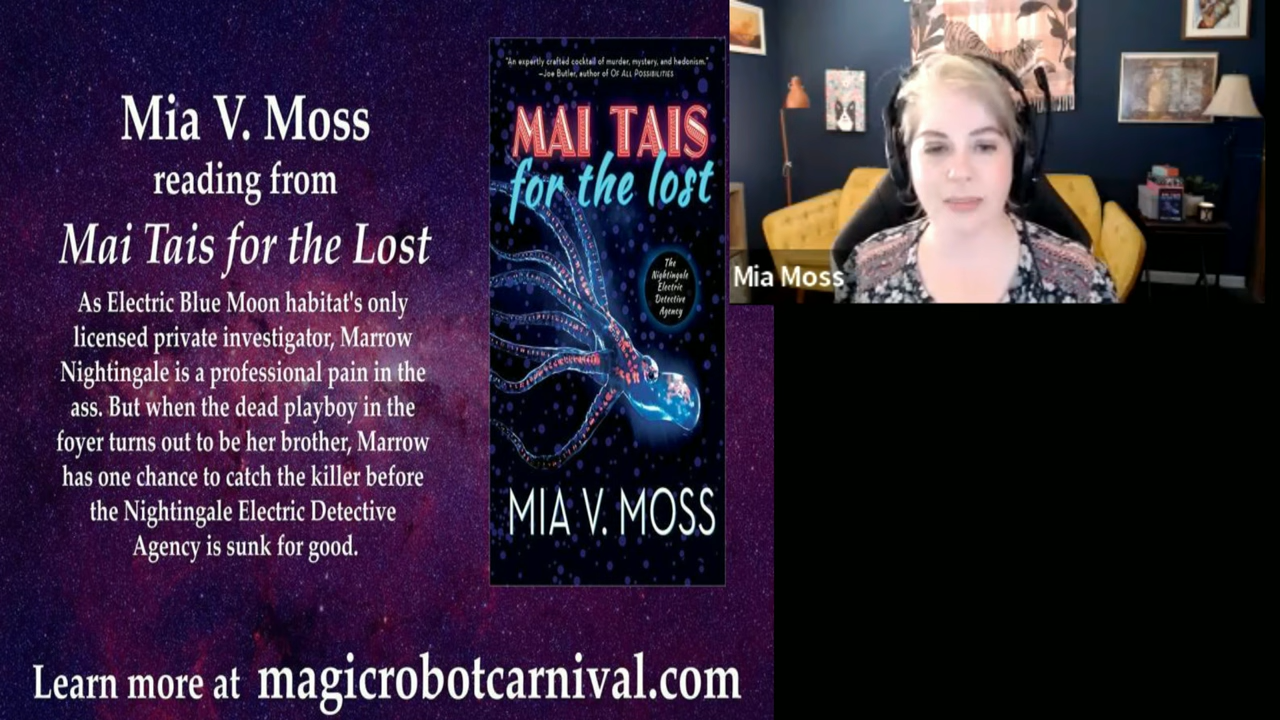 Mia V. Moss
reading from
Mai Tais for the Lost
As Electric Blue Moon habitat's only
licensed private investigator, Marrow
Nightingale is a professional pain in the
ass. But when the dead playboy in the
foyer turns out to be her brother, Marrow
has one chance to catch the killer before
the Nightingale Electric Detective
Agency is sunk for good.
"An expertly crafted cocktail of murder, mystery, and hedonism."
—Joe Butler, author of OF ALL POSSIBILITIES
MAI TAIS
for the lost
The
Nightingale
Electric
Detective
Agency
MIA V. MOSS
Mia Moss
Learn more at magicrobotcarnival.com